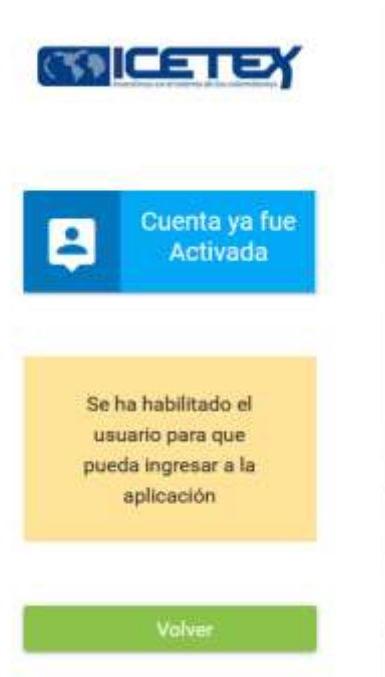 ICETEX
Cuenta ya fue
Activada
Se ha habilitado el
usuario para que
pueda ingresar a la
aplicación
Volver